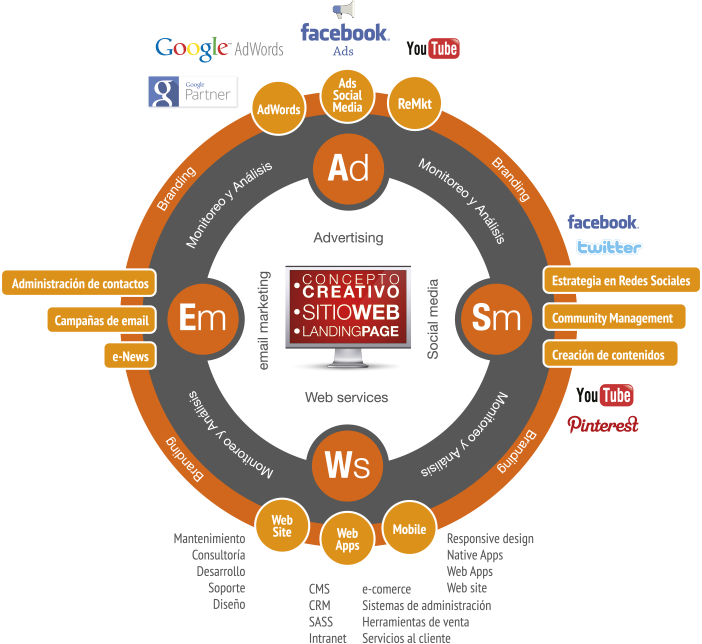 facebook
Ads
Google™ AdWords
YouTube
Google
Partner
g
AdWords
Ads
Social
Media
ReMkt
Branding
Monitoreo y Análisis
Ad
Monitoreo y Análisis
Branding
Advertising
facebook
twitter
Administración de contactos
Campañas de email
e-News
Em
email marketing
•CONCEPTO
CREATIVO
•SITIOWEB
•LANDINGPAGE
Social media
Sm
Estrategia en Redes Sociales
Community Management
Creación de contenidos
YouTube
Pinterest
Web services
Ws
Monitoreo y Análisis
Branding
Monitoreo y Análisis
Branding
Web
Site
Web
Apps
Mobile
Mantenimiento
Consultoría
Desarrollo
Soporte
Diseño
CMS
CRM
SASS
Intranet
e-comerce
Sistemas de administración
Herramientas de venta
Servicios al cliente
Responsive design
Native Apps
Web Apps
Web site